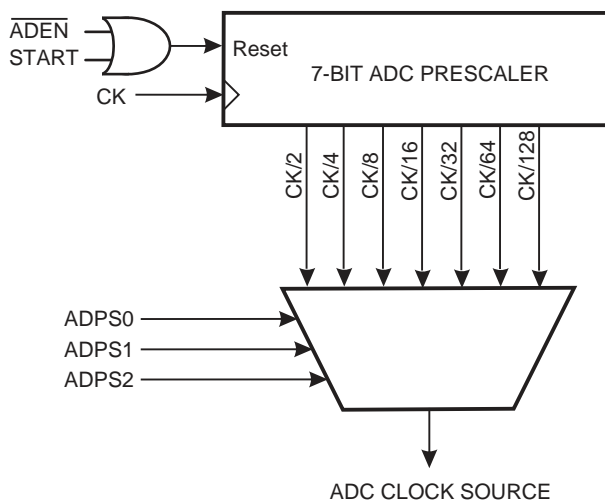 ADEN
START
Reset
7-BIT ADC PRESCALER
CK
CK/2
CK/4
CK/8
CK/16
CK/32
CK/64
CK/128
ADPS0
ADPS1
ADPS2
ADC CLOCK SOURCE